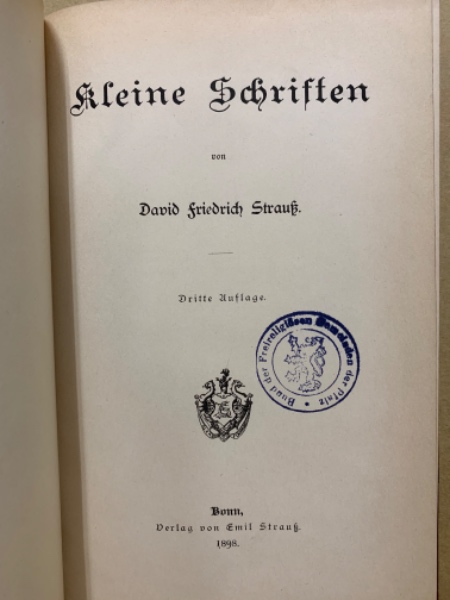 Kleine Schriften
von
David Friedrich Strauß.
Dritte Auflage.
Bund der Freireligiösen Gemeinden der Pfalz
Bonn,
Verlag von Emil Strauß.
1898.